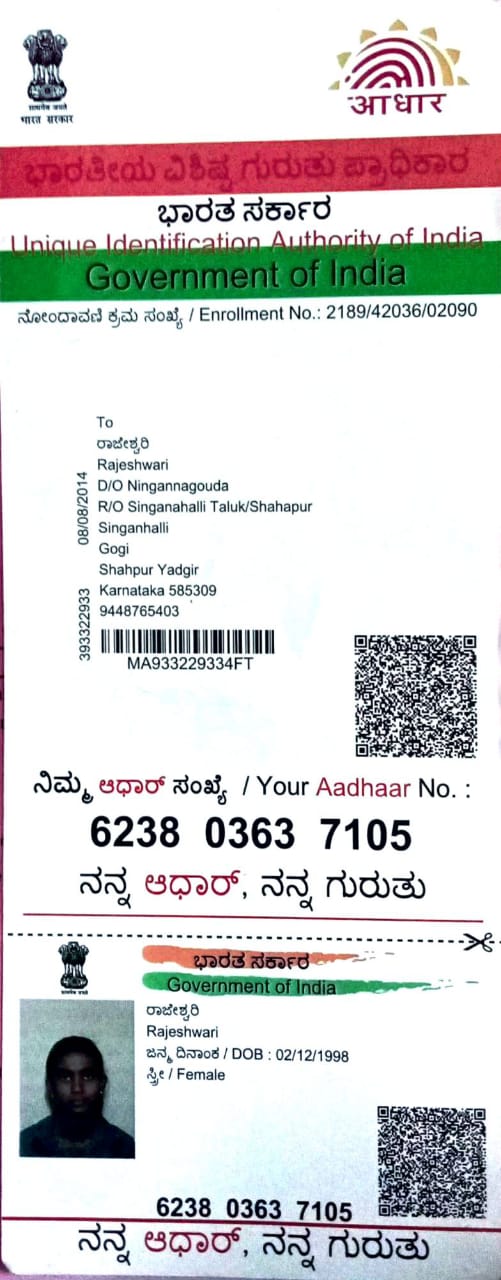 सत्यमेव जयते
भारत सरकार
आधार
ಭಾರತೀಯ ವಿಶಿಷ್ಟ ಗುರುತು ಪ್ರಾಧಿಕಾರ
ಭಾರತ ಸರ್ಕಾರ
Unique Identification Authority of India
Government of India
ನೋಂದಾವಣಿ ಕ್ರಮ ಸಂಖ್ಯೆ / Enrollment No.: 2189/42036/02090
To
ರಾಜೇಶ್ವರಿ
Rajeshwari
D/O Ningannagouda
R/O Singanahalli Taluk/Shahapur
Singanhalli
Gogi
Shahpur Yadgir
Karnataka 585309
9448765403
08/08/2014
393322933
MA933229334FT
ನಿಮ್ಮ ಆಧಾರ್ ಸಂಖ್ಯೆ / Your Aadhaar No. :
6238 0363 7105
ನನ್ನ ಆಧಾರ್, ನನ್ನ ಗುರುತು
ಭಾರತ ಸರ್ಕಾರ
Government of India
ರಾಜೇಶ್ವರಿ
Rajeshwari
ಜನ್ಮ ದಿನಾಂಕ / DOB : 02/12/1998
ಸ್ತ್ರೀ / Female
6238 0363 7105
ನನ್ನ ಆಧಾರ್, ನನ್ನ ಗುರುತು